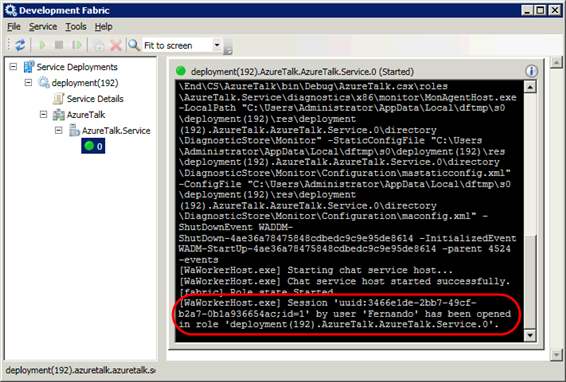 Development Fabric
File Service Tools Help
Fit to screen
Service Deployments
deployment(192)
Service Details
AzureTalk
AzureTalk.Service
0
deployment(192).AzureTalk.AzureTalk.Service.0 (Started)
\End\CS\AzureTalk\bin\Debug\AzureTalk.csx\roles
\AzureTalk.Service\diagnostics\x86\monitor\MonAgentHost.exe
-LocalPath "C:\Users\Administrator\AppData\Local\dftmp\s0
\deployment(192)\res\deployment
(192).AzureTalk.AzureTalk.Service.0\directory
\DiagnosticStore\Monitor" -StaticConfigFile "C:\Users
\Administrator\AppData\Local\dftmp\s0\deployment(192)\res
\deployment(192).AzureTalk.AzureTalk.Service.0\directory
\DiagnosticStore\Monitor\Configuration\mastaticconfig.xml"
-ConfigFile "C:\Users\Administrator\AppData\Local\dftmp\s0
\deployment(192)\res\deployment
(192).AzureTalk.AzureTalk.Service.0\directory
\DiagnosticStore\Monitor\Configuration\maconfig.xml" -
ShutDownEvent WADDM-
ShutDown-4ae36a78475848cdbedc9c9e95de8614 -InitializedEvent
WADM-StartUp-4ae36a78475848cdbedc9c9e95de8614 -parent 4524
-events
[WaWorkerHost.exe] Starting chat service host...
[WaWorkerHost.exe] Chat service host started successfully.
[fabric] Role state Started
[WaWorkerHost.exe] Session 'uuid:3466e1de-2bb7-49cf-
b2a7-0b1a936654ac;id=1' by user 'Fernando' has been opened
in role 'deployment(192).AzureTalk.AzureTalk.Service.0'.